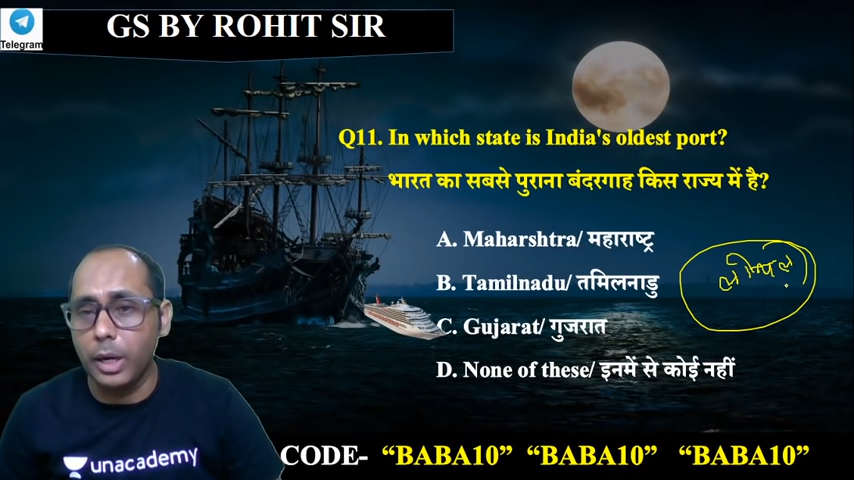 Telegram
GS BY ROHIT SIR
Q11. In which state is India's oldest port?
भारत का सबसे पुराना बंदरगाह किस राज्य में है?
A. Maharshtra/ महाराष्ट्र
B. Tamilnadu/ तमिलनाडु
C. Gujarat/ गुजरात
D. None of these/ इनमें से कोई नहीं
unacademy
CODE- “BABA10” “BABA10” “BABA10”